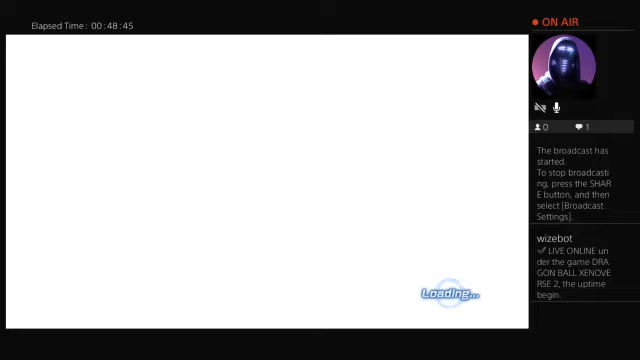 Elapsed Time : 00:48:45
ON AIR
0
1
The broadcast has
started.
To stop broadcasti
ng, press the SHAR
E button, and then
select [Broadcast
Settings].
wizebot
✓ LIVE ONLINE un
der the game DRA
GON BALL XENOVE
RSE 2, the uptime
begin.
Loading...